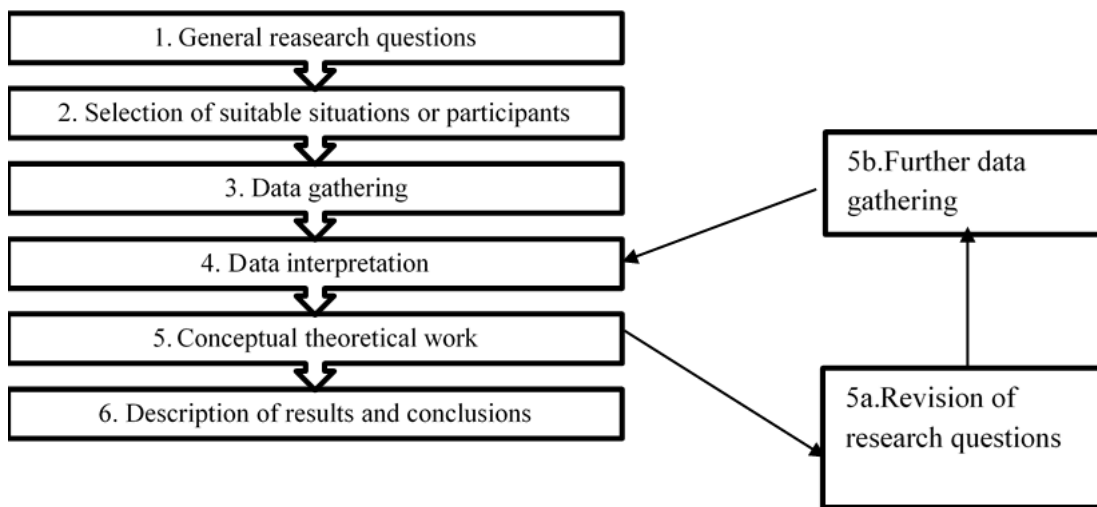 1. General reasearch questions
2. Selection of suitable situations or participants
3. Data gathering
4. Data interpretation
5. Conceptual theoretical work
6. Description of results and conclusions
5b.Further data
gathering
5a.Revision of
research questions